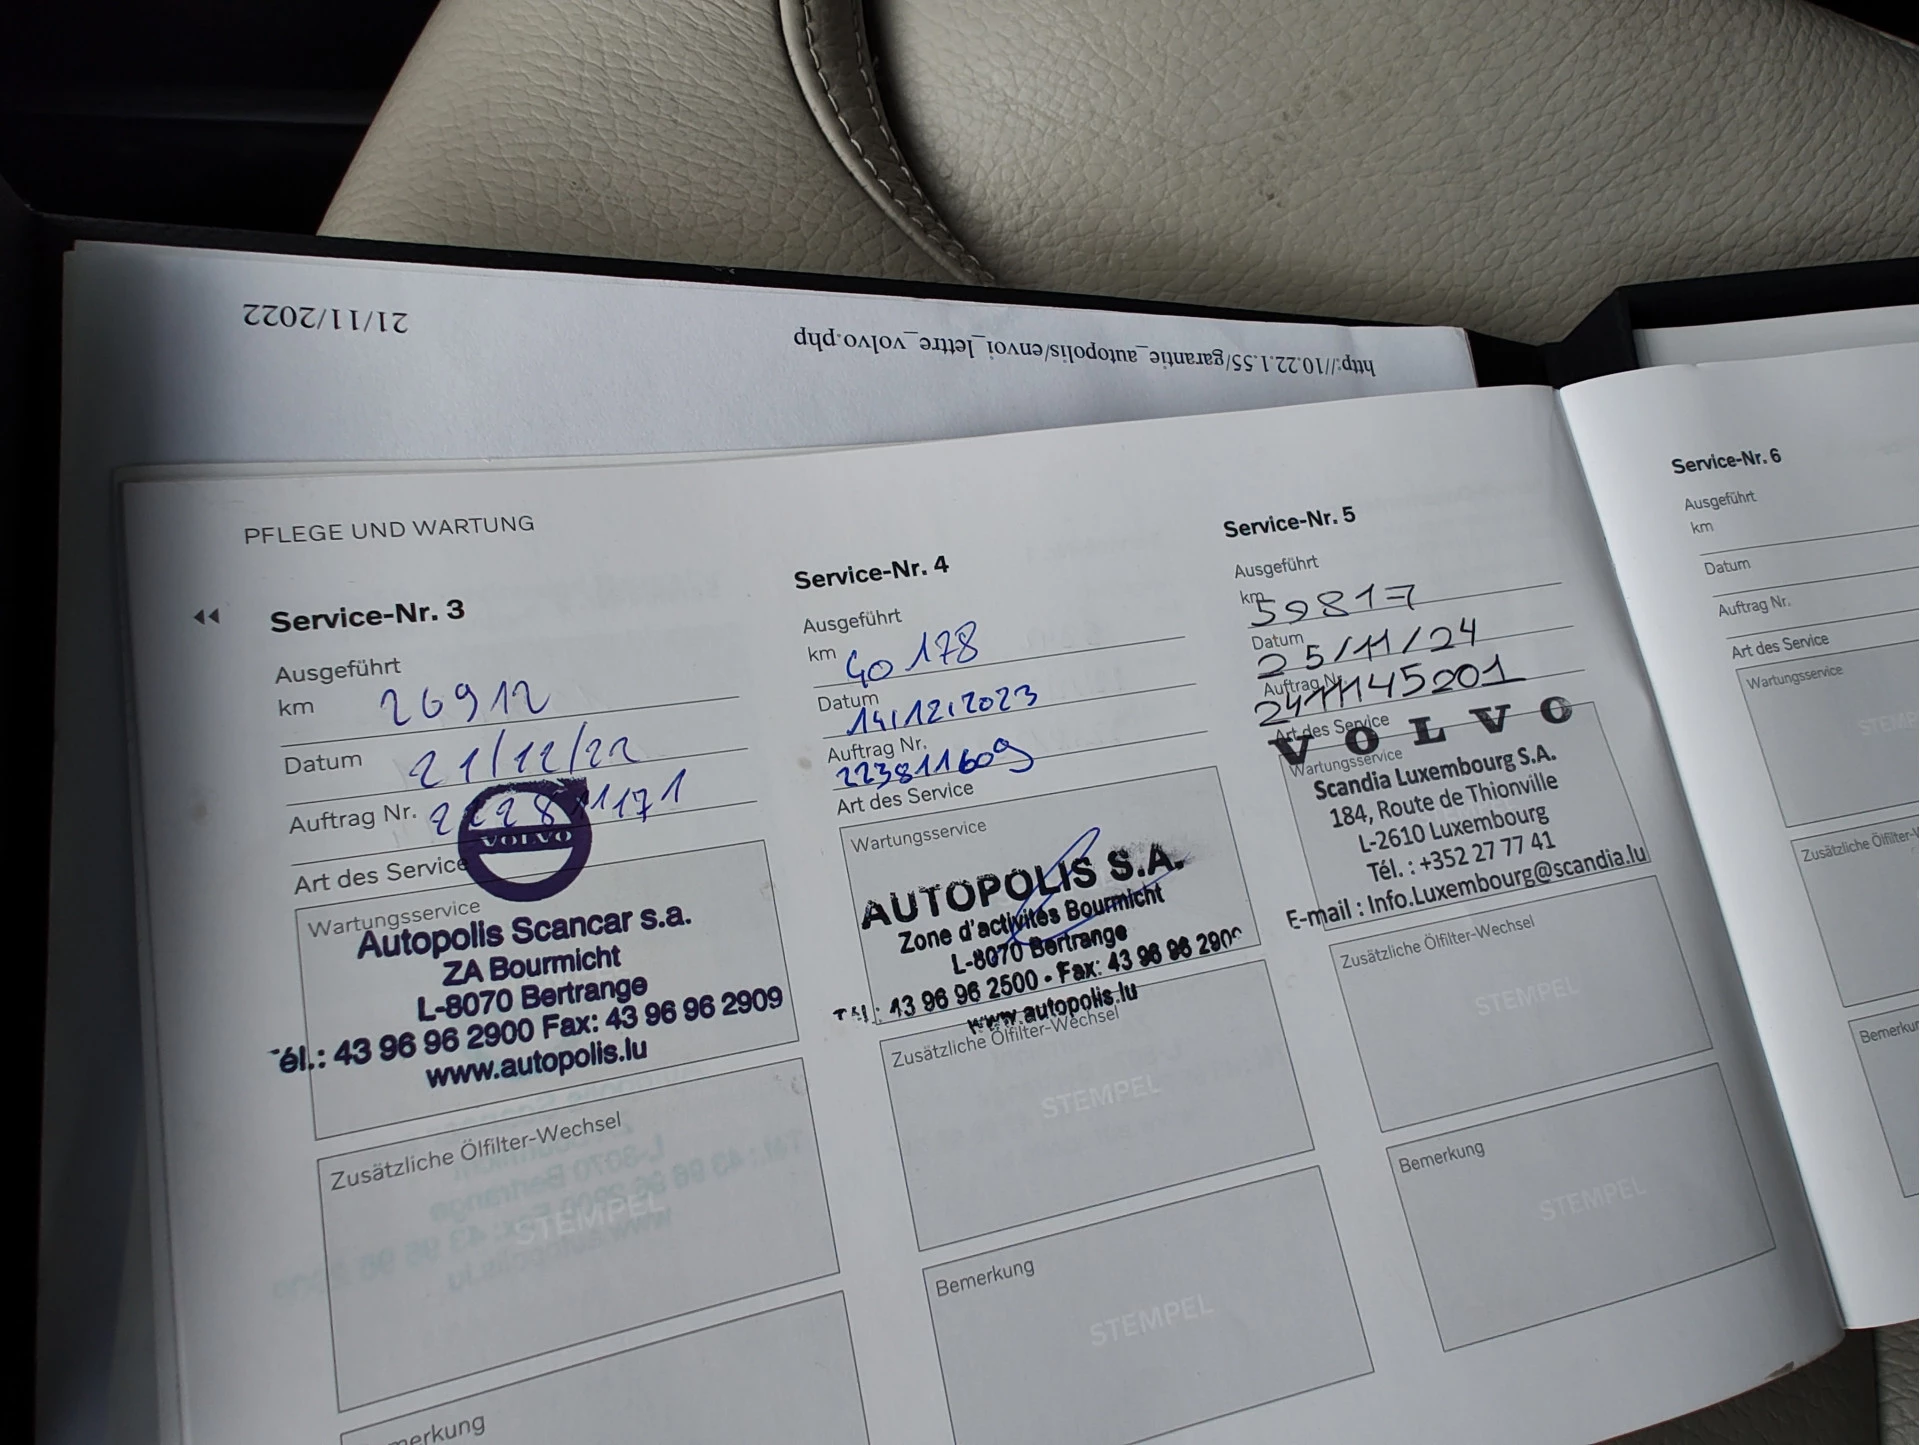 21/11/2022
http://10.22.1.55/garantie_autopolis/envoi_lettre_volvo.php
PFLEGE UND WARTUNG
Service-Nr. 3
Ausgeführt
km 26912
Datum 21/12/22
Auftrag Nr. 222811171
Art des Service
VOLVO
Wartungsservice
Autopolis Scancar s.a.
ZA Bourmicht
L-8070 Bertrange
Tél.: 43 96 96 2900 Fax: 43 96 96 2909
www.autopolis.lu
Zusätzliche Ölfilter-Wechsel
STEMPEL
Service-Nr. 4
Ausgeführt
km 40178
Datum 14/12/2023
Auftrag Nr.
223811609
Art des Service
Wartungsservice
AUTOPOLIS S.A.
Zone d'activités Bourmicht
L-8070 Bertrange
Tél.: 43 96 96 2500 - Fax: 43 96 96 2909
www.autopolis.lu
Zusätzliche Ölfilter-Wechsel
STEMPEL
Bemerkung
STEMPEL
Service-Nr. 5
Ausgeführt
km 59817
Datum
25/11/24
Auftrag Nr.
2411145201
Art des Service
VOLVO
Wartungsservice
Scandia Luxembourg S.A.
184, Route de Thionville
L-2610 Luxembourg
Tél. : +352 27 77 41
E-mail : Info.Luxembourg@scandia.lu
Zusätzliche Ölfilter-Wechsel
STEMPEL
Bemerkung
STEMPEL
Service-Nr. 6
Ausgeführt
km
Datum
Auftrag Nr.
Art des Service
Wartungsservice
Zusätzliche Ölfilter-